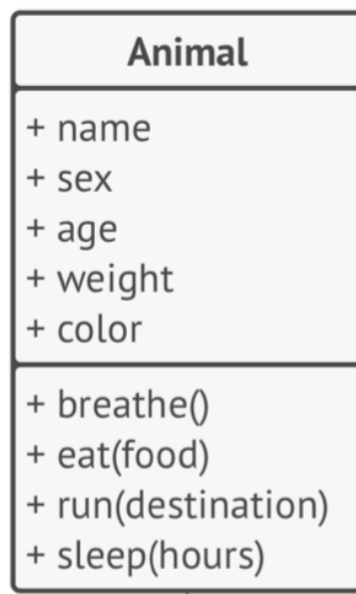 Animal
+ name
+ sex
+ age
+ weight
+ color
+ breathe()
+ eat(food)
+ run(destination)
+ sleep(hours)